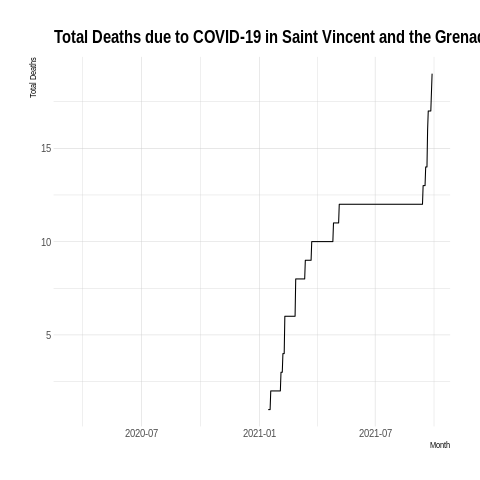 Total Deaths due to COVID-19 in Saint Vincent and the Grenad
Total Deaths
15
10
5
2020-07
2021-01
2021-07
Month